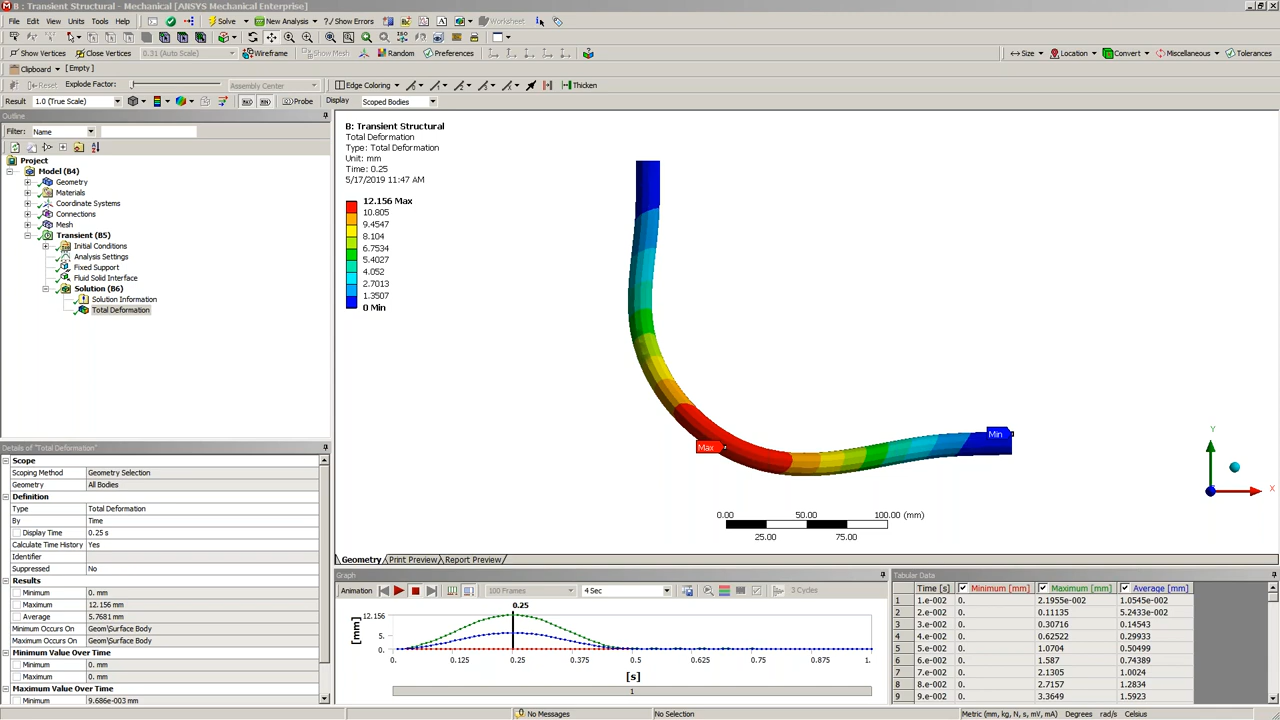 B : Transient Structural - Mechanical [ANSYS Mechanical Enterprise]
File Edit View Units Tools Help Solve New Analysis ?/ Show Errors Worksheet
Wireframe Show Mesh Random Preferences Size Location Convert Miscellaneous Tolerances
Show Vertices Close Vertices 0.31 (Auto Scale)
Clipboard [Empty]
Reset Explode Factor: Assembly Center Edge Coloring Thicken
Result 1.0 (True Scale) Probe Display Scoped Bodies
Outline
Filter: Name
Project
Model (B4)
Geometry
Materials
Coordinate Systems
Connections
Mesh
Transient (B5)
Initial Conditions
Analysis Settings
Fixed Support
Fluid Solid Interface
Solution (B6)
Solution Information
Total Deformation
B: Transient Structural
Total Deformation
Type: Total Deformation
Unit: mm
Time: 0.25
5/17/2019 11:47 AM
12.156 Max
10.805
9.4547
8.104
6.7534
5.4027
4.052
2.7013
1.3507
0 Min
Max
Min
Y
X
0.00 50.00 100.00 (mm)
25.00 75.00
Geometry Print Preview Report Preview
Details of "Total Deformation"
Scope
Scoping Method Geometry Selection
Geometry All Bodies
Definition
Type Total Deformation
By Time
Display Time 0.25 s
Calculate Time History Yes
Identifier
Suppressed No
Results
Minimum 0. mm
Maximum 12.156 mm
Average 5.7681 mm
Minimum Occurs On Geom\Surface Body
Maximum Occurs On Geom\Surface Body
Minimum Value Over Time
Minimum 0. mm
Maximum 0. mm
Maximum Value Over Time
Minimum 9.686e-003 mm
Graph
Animation 100 Frames 4 Sec 3 Cycles
0.25
12.156
5.
0.
[mm]
0. 0.125 0.25 0.375 0.5 0.625 0.75 0.875 1.
[s]
1
Tabular Data
Time [s] Minimum [mm] Maximum [mm] Average [mm]
1 1.e-002 0. 2.1955e-002 1.0545e-002
2 2.e-002 0. 0.11135 5.2433e-002
3 3.e-002 0. 0.30716 0.14543
4 4.e-002 0. 0.62522 0.29933
5 5.e-002 0. 1.0704 0.50499
6 6.e-002 0. 1.587 0.74389
7 7.e-002 0. 2.1305 1.0024
8 8.e-002 0. 2.7157 1.2834
9 9.e-002 0. 3.3649 1.5923
No Messages No Selection Metric (mm, kg, N, s, mV, mA) Degrees rad/s Celsius